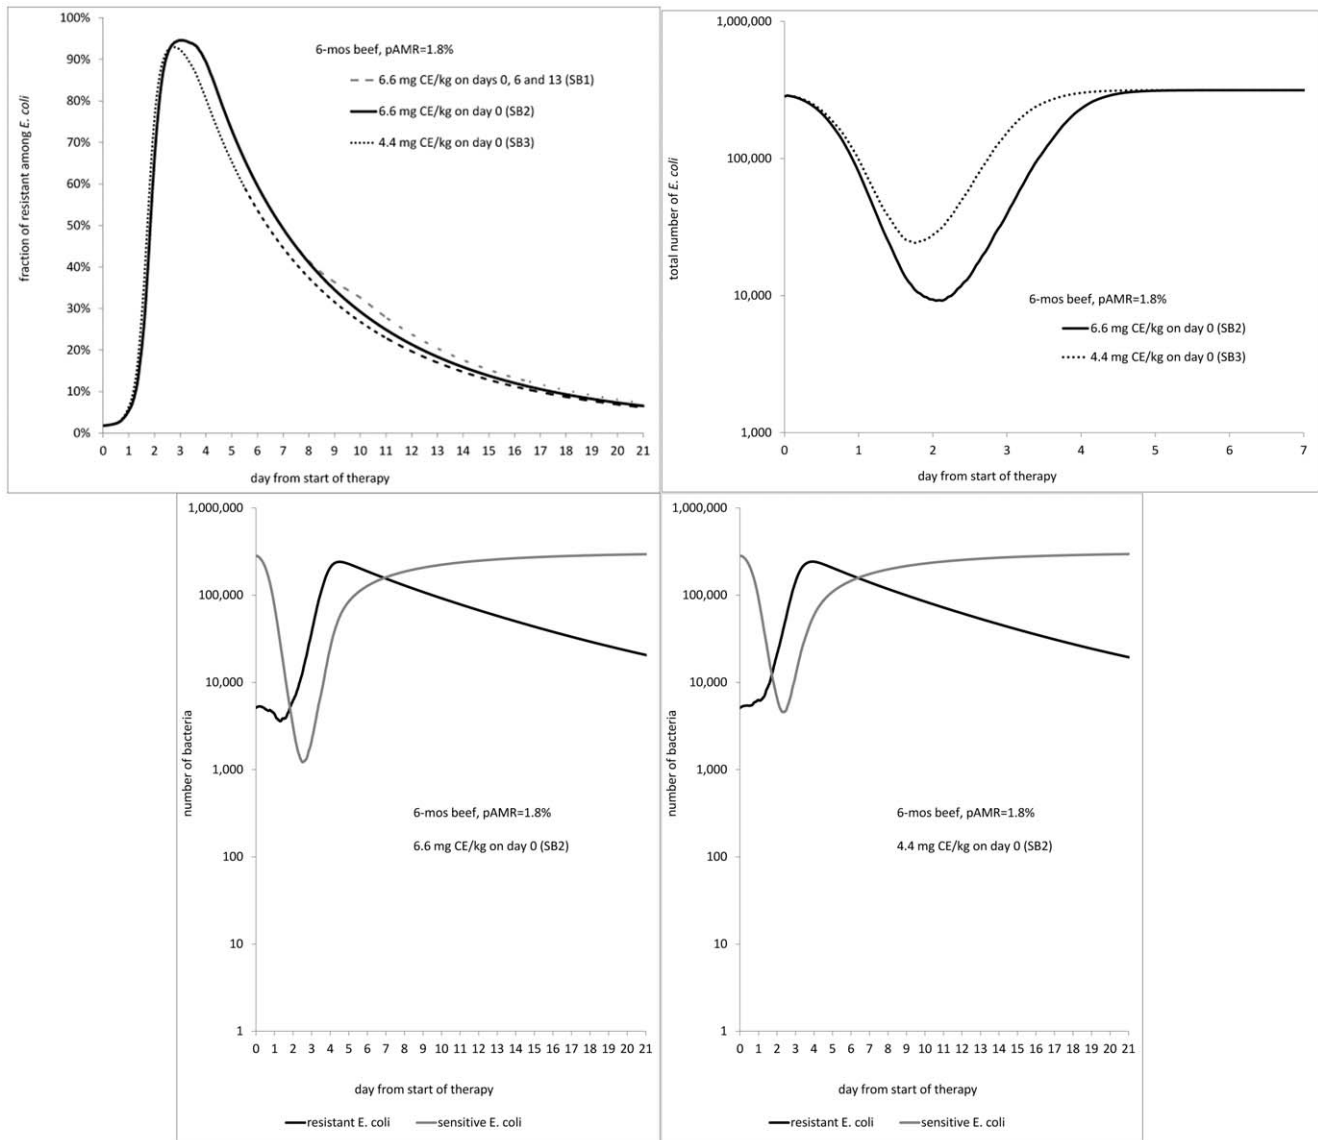 100%
90%
80%
70%
60%
50%
40%
30%
20%
10%
0%
fraction of resistant among E. coli
6-mos beef, pAMR=1.8%
6.6 mg CE/kg on days 0, 6 and 13 (SB1)
6.6 mg CE/kg on day 0 (SB2)
4.4 mg CE/kg on day 0 (SB3)
0 1 2 3 4 5 6 7 8 9 10 11 12 13 14 15 16 17 18 19 20 21
day from start of therapy
1,000,000
100,000
10,000
1,000
total number of E. coli
6-mos beef, pAMR=1.8%
6.6 mg CE/kg on day 0 (SB2)
4.4 mg CE/kg on day 0 (SB3)
0 1 2 3 4 5 6 7
day from start of therapy
1,000,000
100,000
10,000
1,000
100
10
1
number of bacteria
6-mos beef, pAMR=1.8%
6.6 mg CE/kg on day 0 (SB2)
0 1 2 3 4 5 6 7 8 9 10 11 12 13 14 15 16 17 18 19 20 21
day from start of therapy
resistant E. coli sensitive E. coli
1,000,000
100,000
10,000
1,000
100
10
1
number of bacteria
6-mos beef, pAMR=1.8%
4.4 mg CE/kg on day 0 (SB2)
0 1 2 3 4 5 6 7 8 9 10 11 12 13 14 15 16 17 18 19 20 21
day from start of therapy
resistant E. coli sensitive E. coli